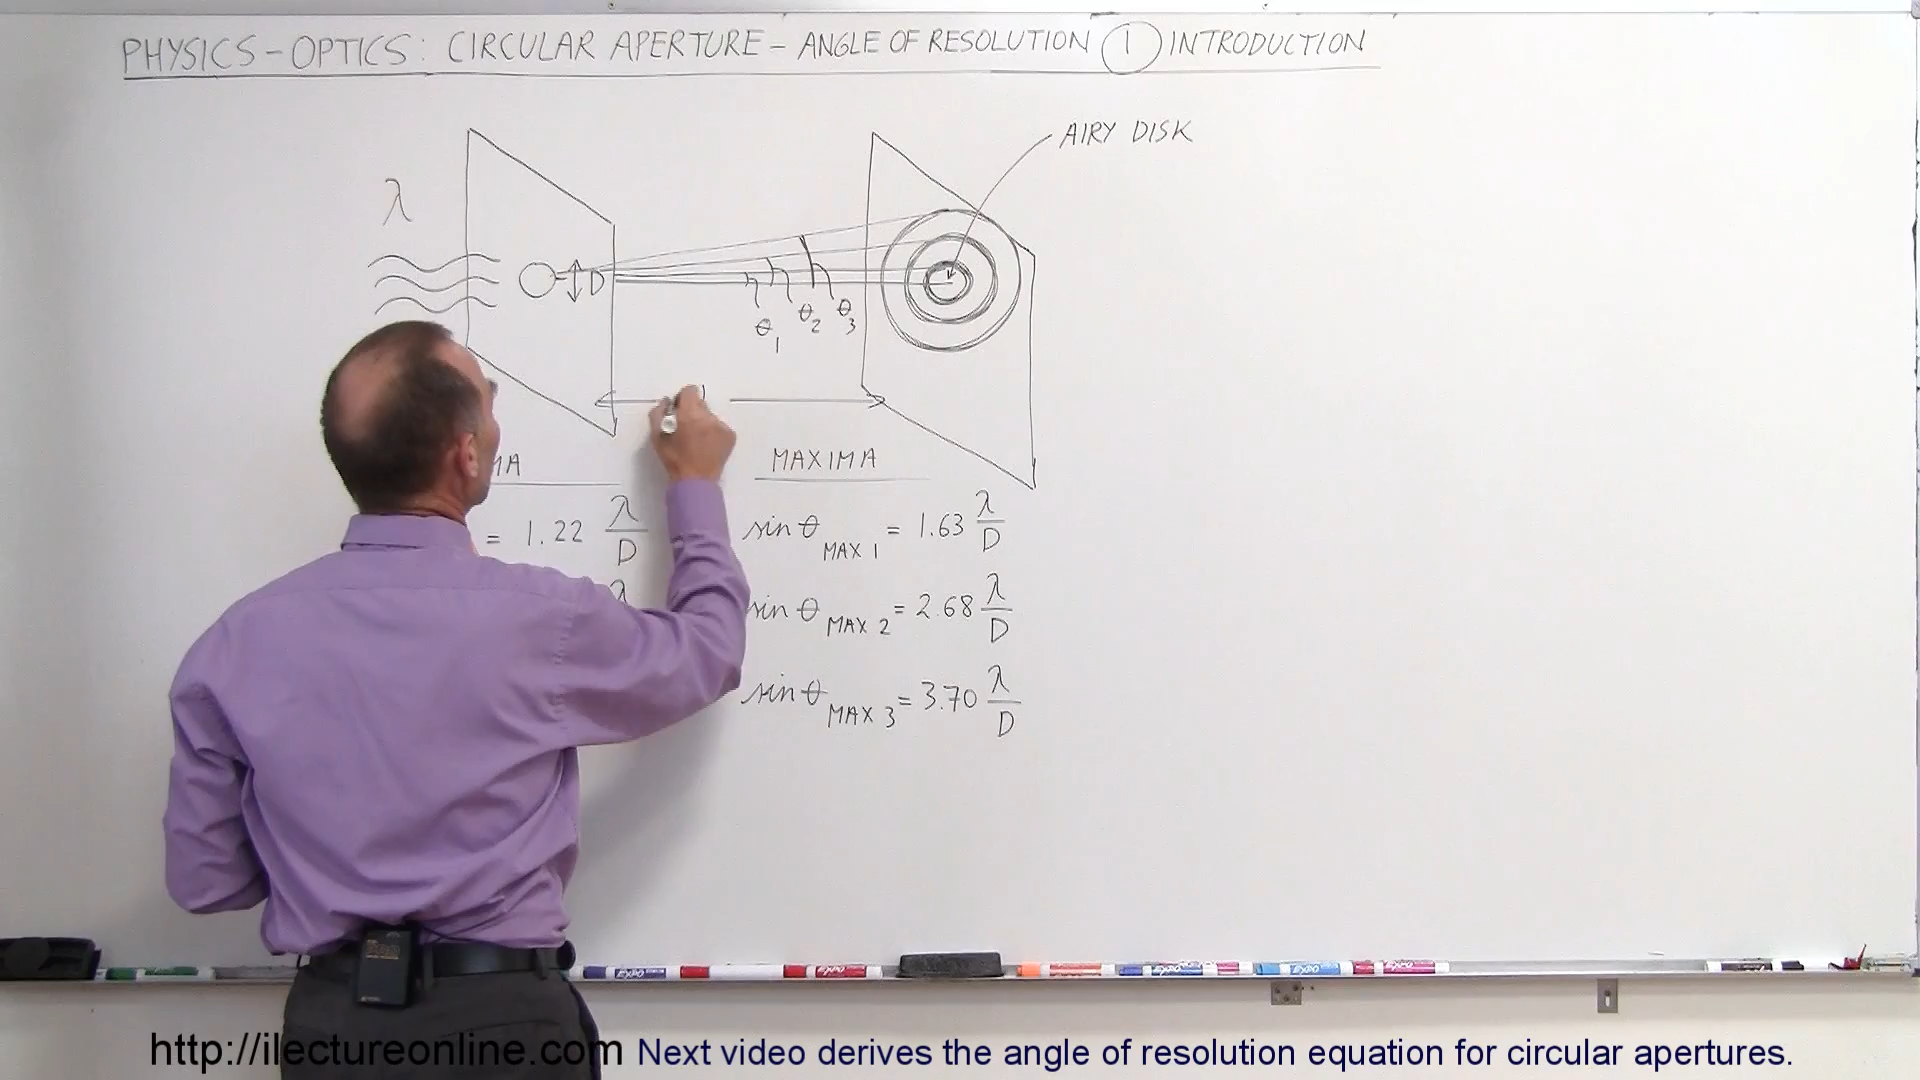 PHYSICS - OPTICS: CIRCULAR APERTURE - ANGLE OF RESOLUTION 1 INTRODUCTION
AIRY DISK
λ
D
θ1 θ2 θ3
MA
= 1.22 λ/D
λ
MAXIMA
sin θ MAX 1 = 1.63 λ/D
sin θ MAX 2 = 2.68 λ/D
sin θ MAX 3 = 3.70 λ/D
http://ilectureonline.com Next video derives the angle of resolution equation for circular apertures.